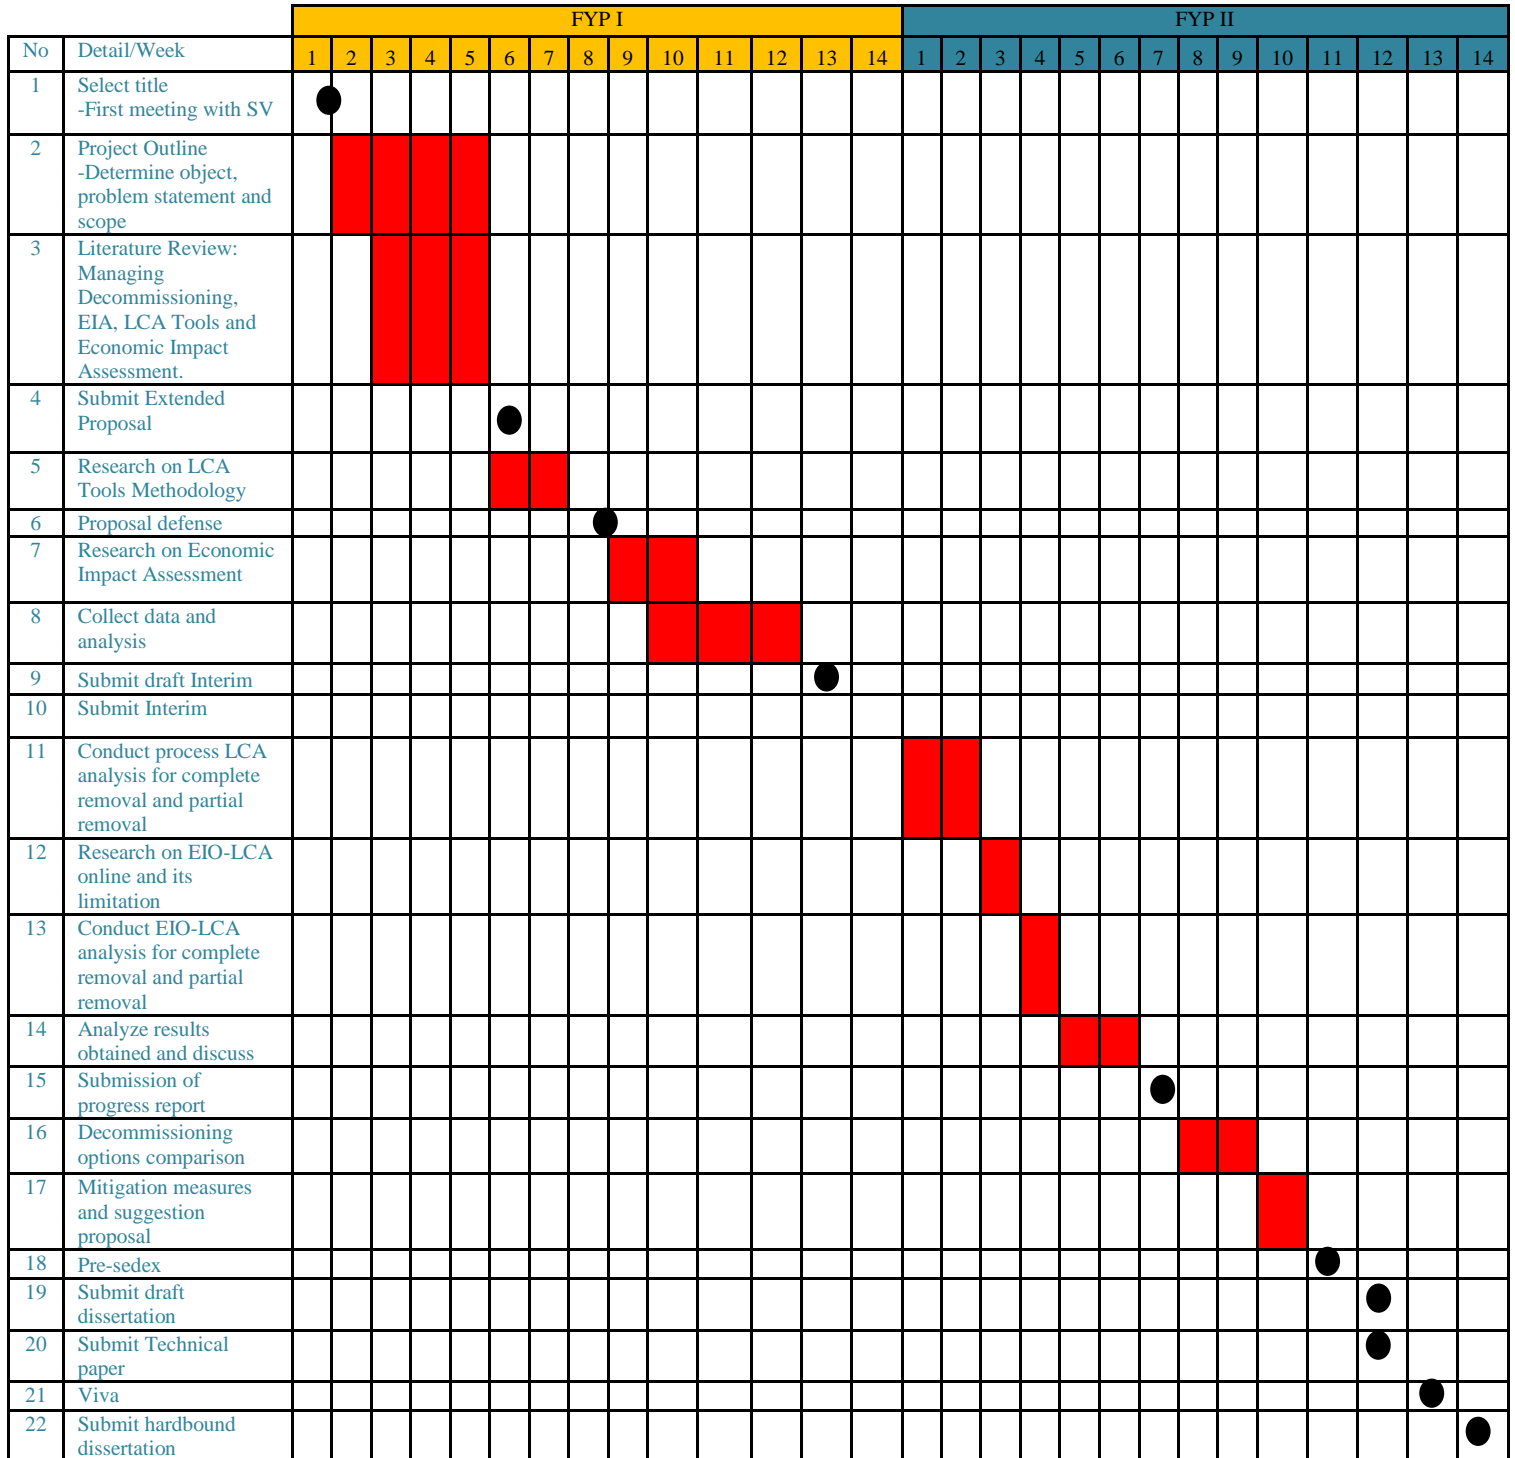 FYP I FYP II
No Detail/Week 1 2 3 4 5 6 7 8 9 10 11 12 13 14 1 2 3 4 5 6 7 8 9 10 11 12 13 14
1 Select title
-First meeting with SV
2 Project Outline
-Determine object,
problem statement and
scope
3 Literature Review:
Managing
Decommissioning,
EIA, LCA Tools and
Economic Impact
Assessment.
4 Submit Extended
Proposal
5 Research on LCA
Tools Methodology
6 Proposal defense
7 Research on Economic
Impact Assessment
8 Collect data and
analysis
9 Submit draft Interim
10 Submit Interim
11 Conduct process LCA
analysis for complete
removal and partial
removal
12 Research on EIO-LCA
online and its
limitation
13 Conduct EIO-LCA
analysis for complete
removal and partial
removal
14 Analyze results
obtained and discuss
15 Submission of
progress report
16 Decommissioning
options comparison
17 Mitigation measures
and suggestion
proposal
18 Pre-sedex
19 Submit draft
dissertation
20 Submit Technical
paper
21 Viva
22 Submit hardbound
dissertation